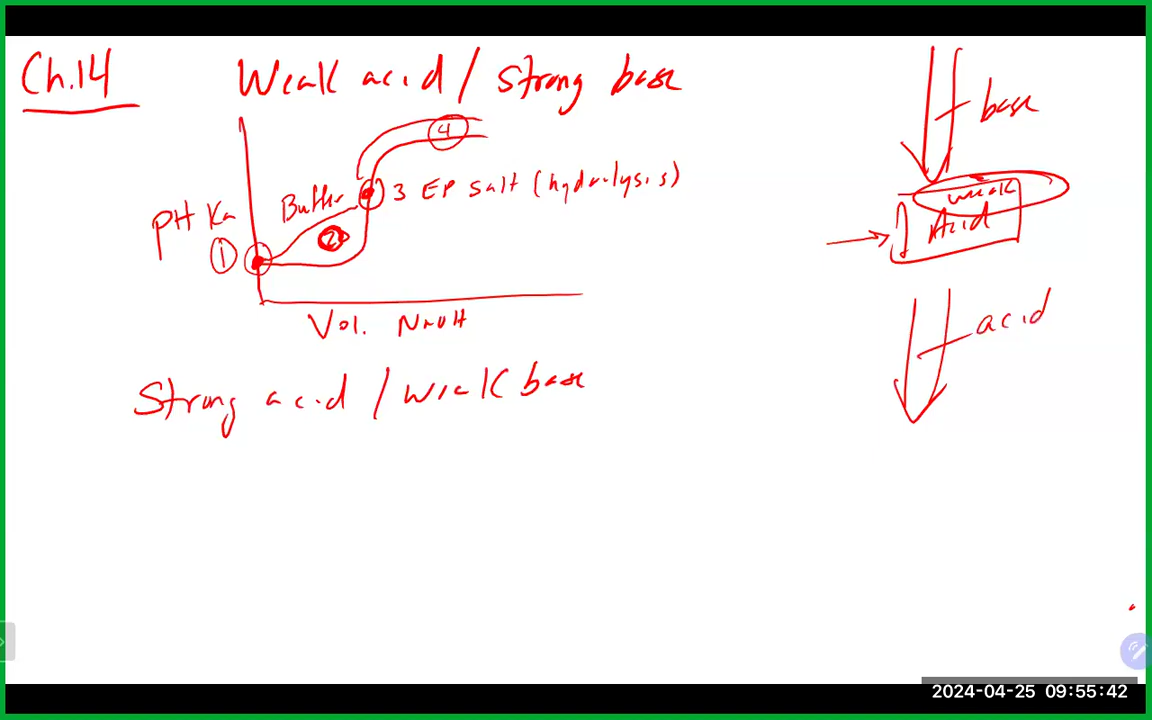 Ch.14
Weak acid / strong base
base
4
weak
Acid
Buffer
3 EP salt (hydrolysis)
pH Ka
2
1
Vol. NaOH
acid
Strong acid / weak base
2024-04-25 09:55:42